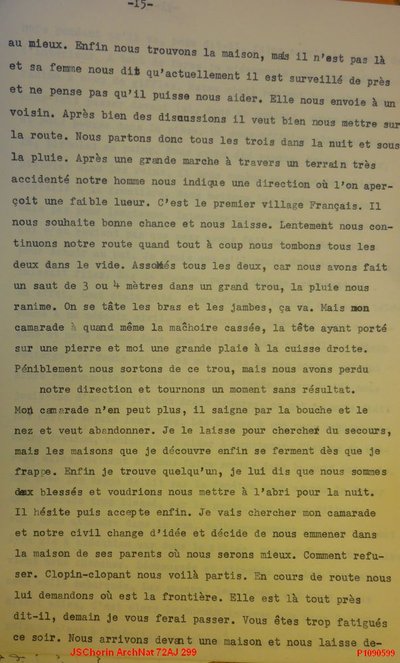 -15-
au mieux. Enfin nous trouvons la maison, mais il n'est pas là
et sa femme nous dit qu'actuellement il est surveillé de près
et ne pense pas qu'il puisse nous aider. Elle nous envoie à un
voisin. Après bien des discussions il veut bien nous mettre sur
la route. Nous partons donc tous les trois dans la nuit et sous
la pluie. Après une grande marche à travers un terrain très
accidenté notre homme nous indique une direction où l'on aper-
çoit une faible lueur. C'est le premier village Français. Il
nous souhaite bonne chance et nous laisse. Lentement nous con-
tinuons notre route quand tout à coup nous tombons tous les
deux dans le vide. Assomés tous les deux, car nous avons fait
un saut de 3 ou 4 mètres dans un grand trou, la pluie nous
ranime. On se tâte les bras et les jambes, ça va. Mais mon
camarade à quand même la machoire cassée, la tête ayant porté
sur une pierre et moi une grande plaie à la cuisse droite.
Péniblement nous sortons de ce trou, mais nous avons perdu
notre direction et tournons un moment sans résultat.
Mon camarade n'en peut plus, il saigne par la bouche et le
nez et veut abandonner. Je le laisse pour chercher du secours,
mais les maisons que je découvre enfin se ferment dès que je
frappe. Enfin je trouve quelqu'un, je lui dis que nous sommes
deux blessés et voudrions nous mettre à l'abri pour la nuit.
Il hésite puis accepte enfin. Je vais chercher mon camarade
et notre civil change d'idée et décide de nous emmener dans
la maison de ses parents où nous serons mieux. Comment refu-
ser. Clopin-clopant nous voilà partis. En cours de route nous
lui demandons où est la frontière. Elle est là tout près
dit-il, demain je vous ferai passer. Vous êtes trop fatigués
ce soir. Nous arrivons devant une maison et nous laisse de-
JSChorin ArchNat 72AJ 299
P1090599